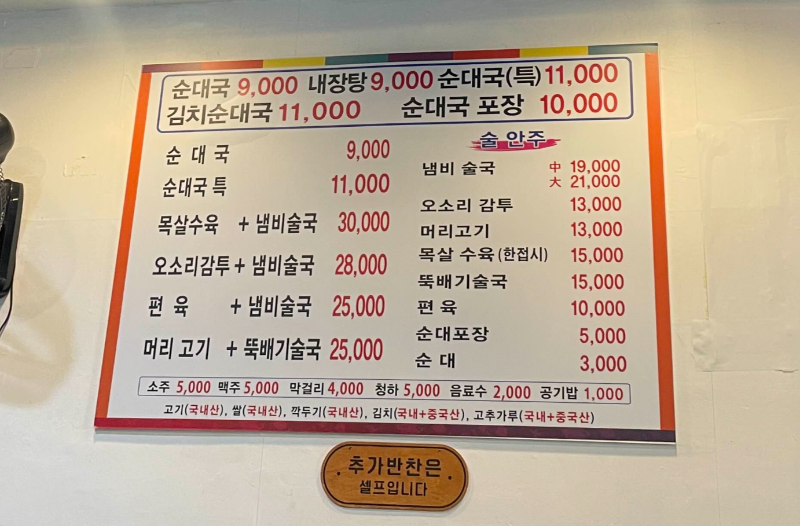 순대국 9,000 내장탕 9,000 순대국(특) 11,000
김치순대국 11,000 순대국 포장 10,000
순 대 국 9,000
순대국 특 11,000
목살수육 + 냄비술국 30,000
오소리감투 + 냄비술국 28,000
편 육 + 냄비술국 25,000
머리 고기 + 뚝배기술국 25,000
술 안주
냄비 술국 中 19,000
大 21,000
오소리 감투 13,000
머리고기 13,000
목살 수육 (한접시) 15,000
뚝배기술국 15,000
편 육 10,000
순대포장 5,000
순 대 3,000
소주 5,000 맥주 5,000 막걸리 4,000 청하 5,000 음료수 2,000 공기밥 1,000
고기(국내산), 쌀(국내산), 깍두기(국내산), 김치(국내+중국산), 고추가루(국내+중국산)
추가반찬은
셀프입니다